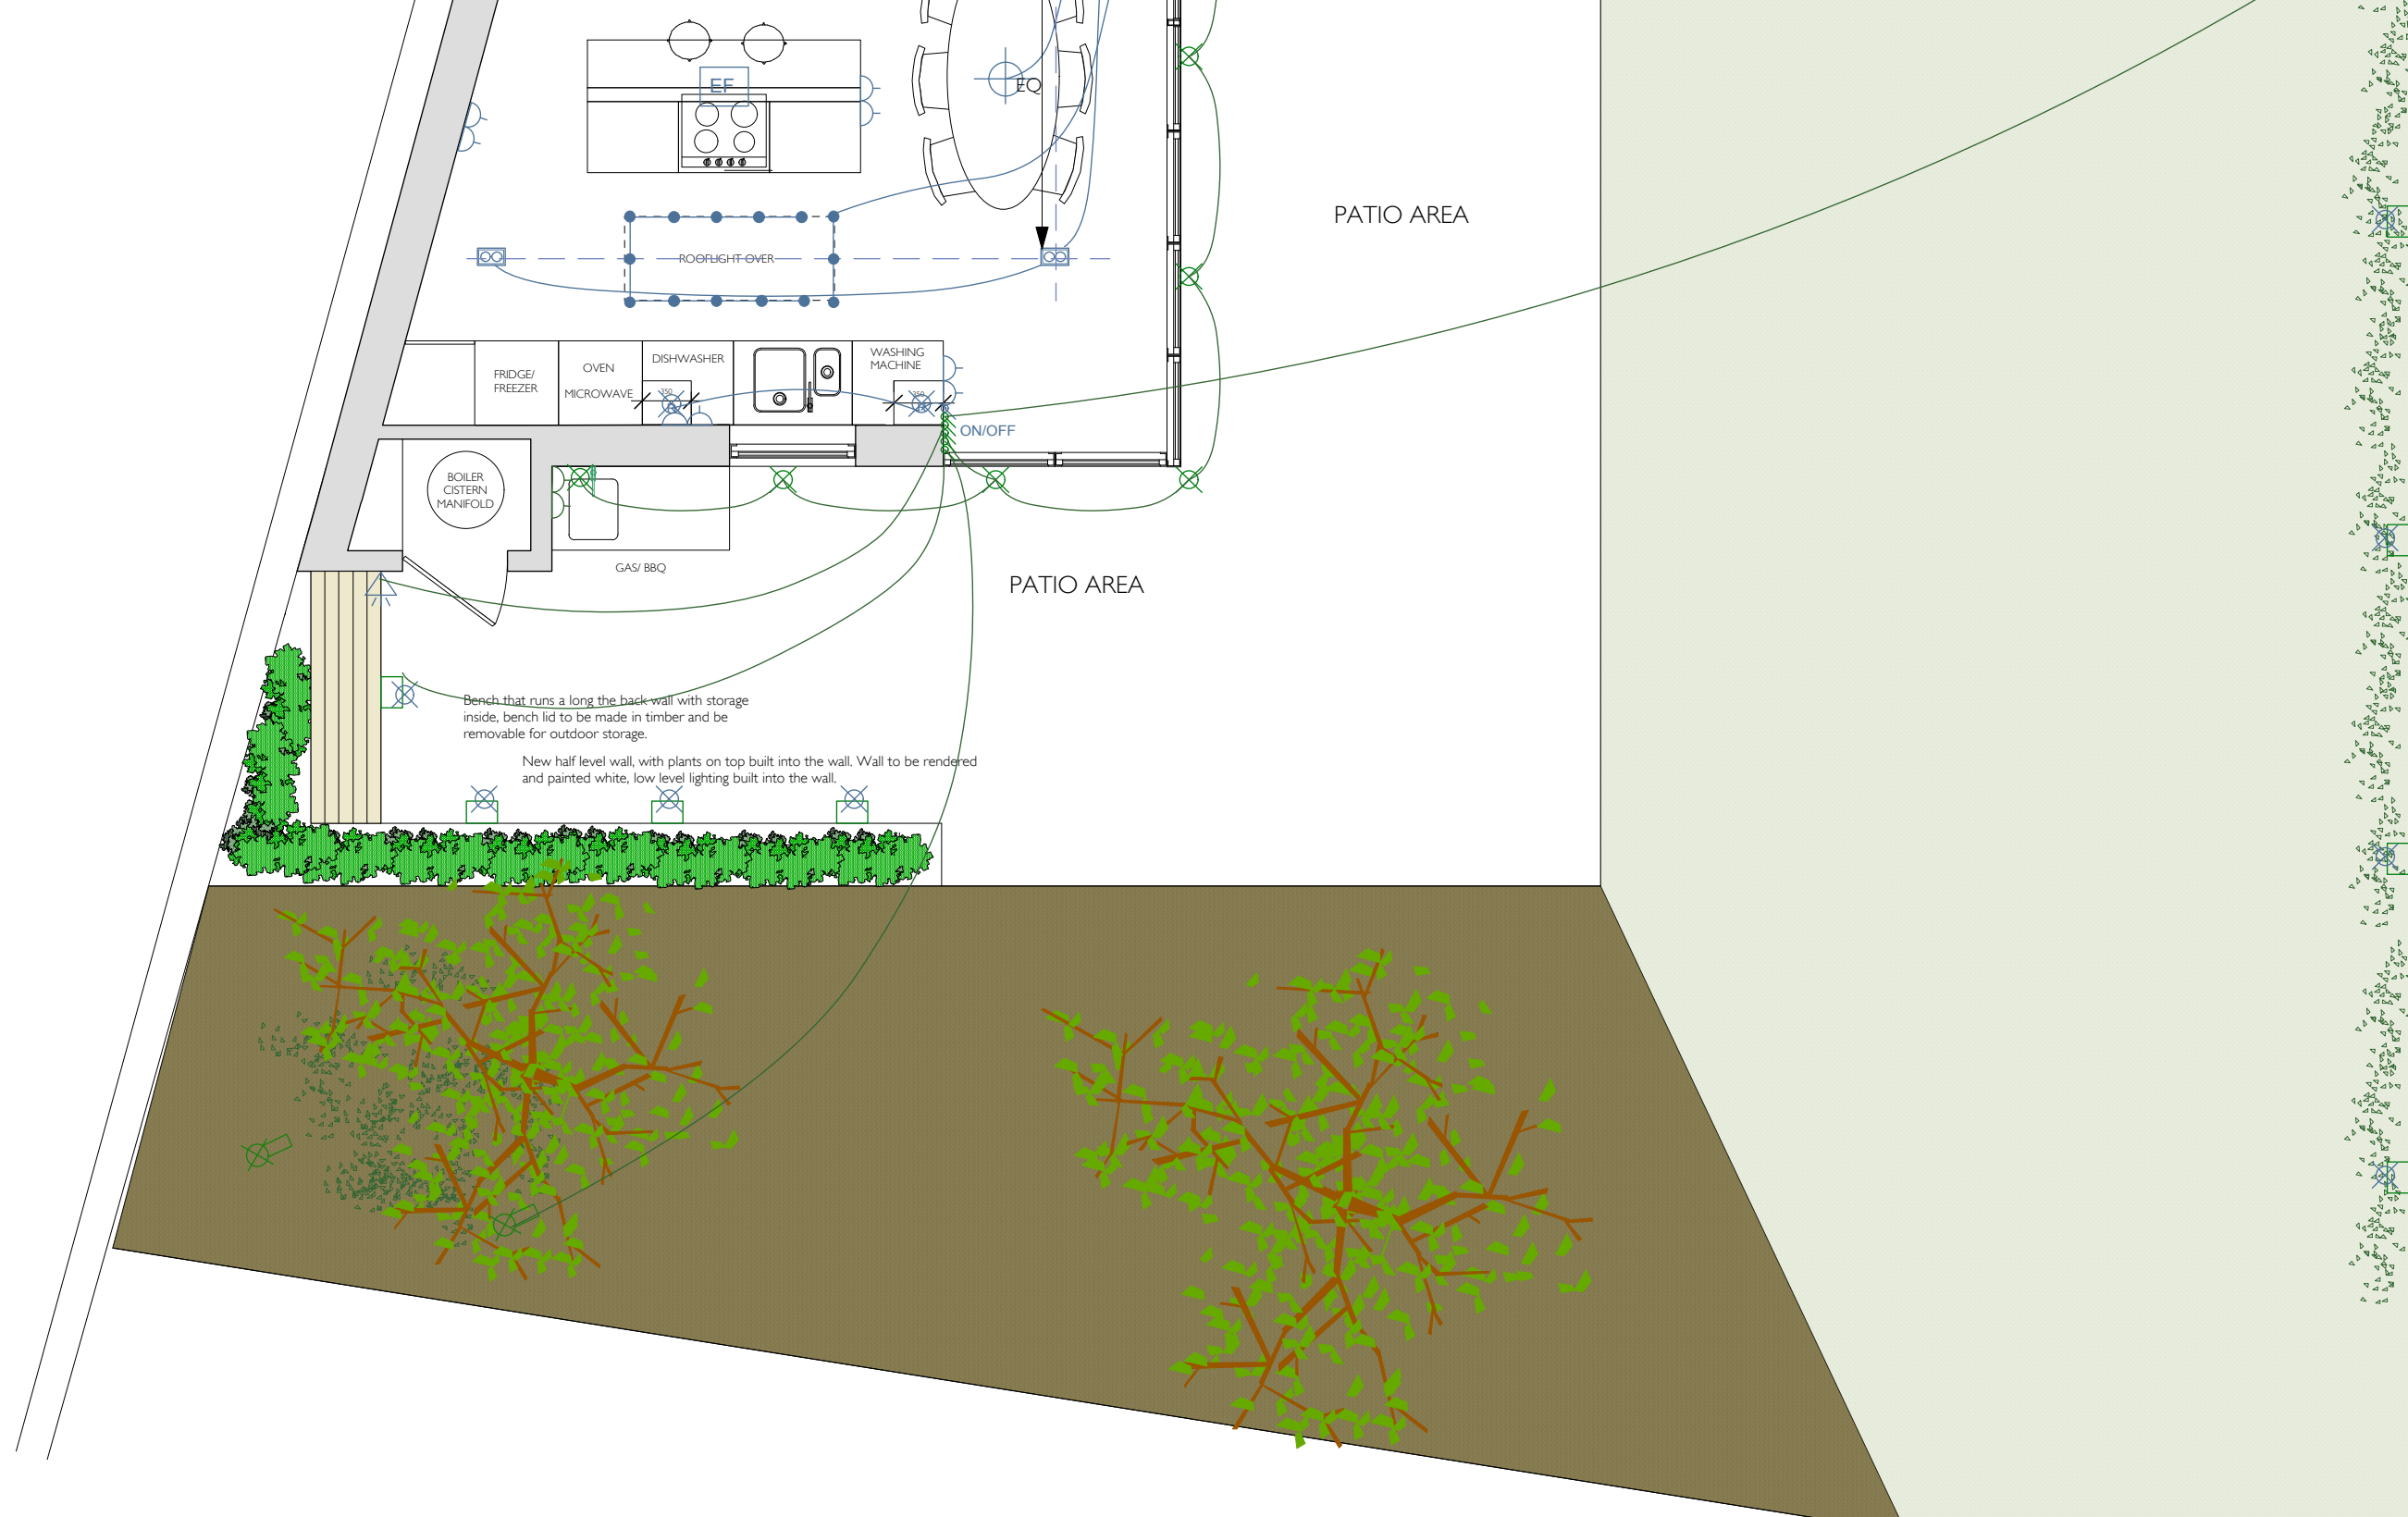 EF
EQ
PATIO AREA
ROOFLIGHT OVER
FRIDGE/
FREEZER
OVEN
MICROWAVE
DISHWASHER
WASHING
MACHINE
350
350
ON/OFF
BOILER
CISTERN
MANIFOLD
GAS/ BBQ
PATIO AREA
Bench that runs a long the back wall with storage
inside, bench lid to be made in timber and be
removable for outdoor storage.
New half level wall, with plants on top built into the wall. Wall to be rendered
and painted white, low level lighting built into the wall.